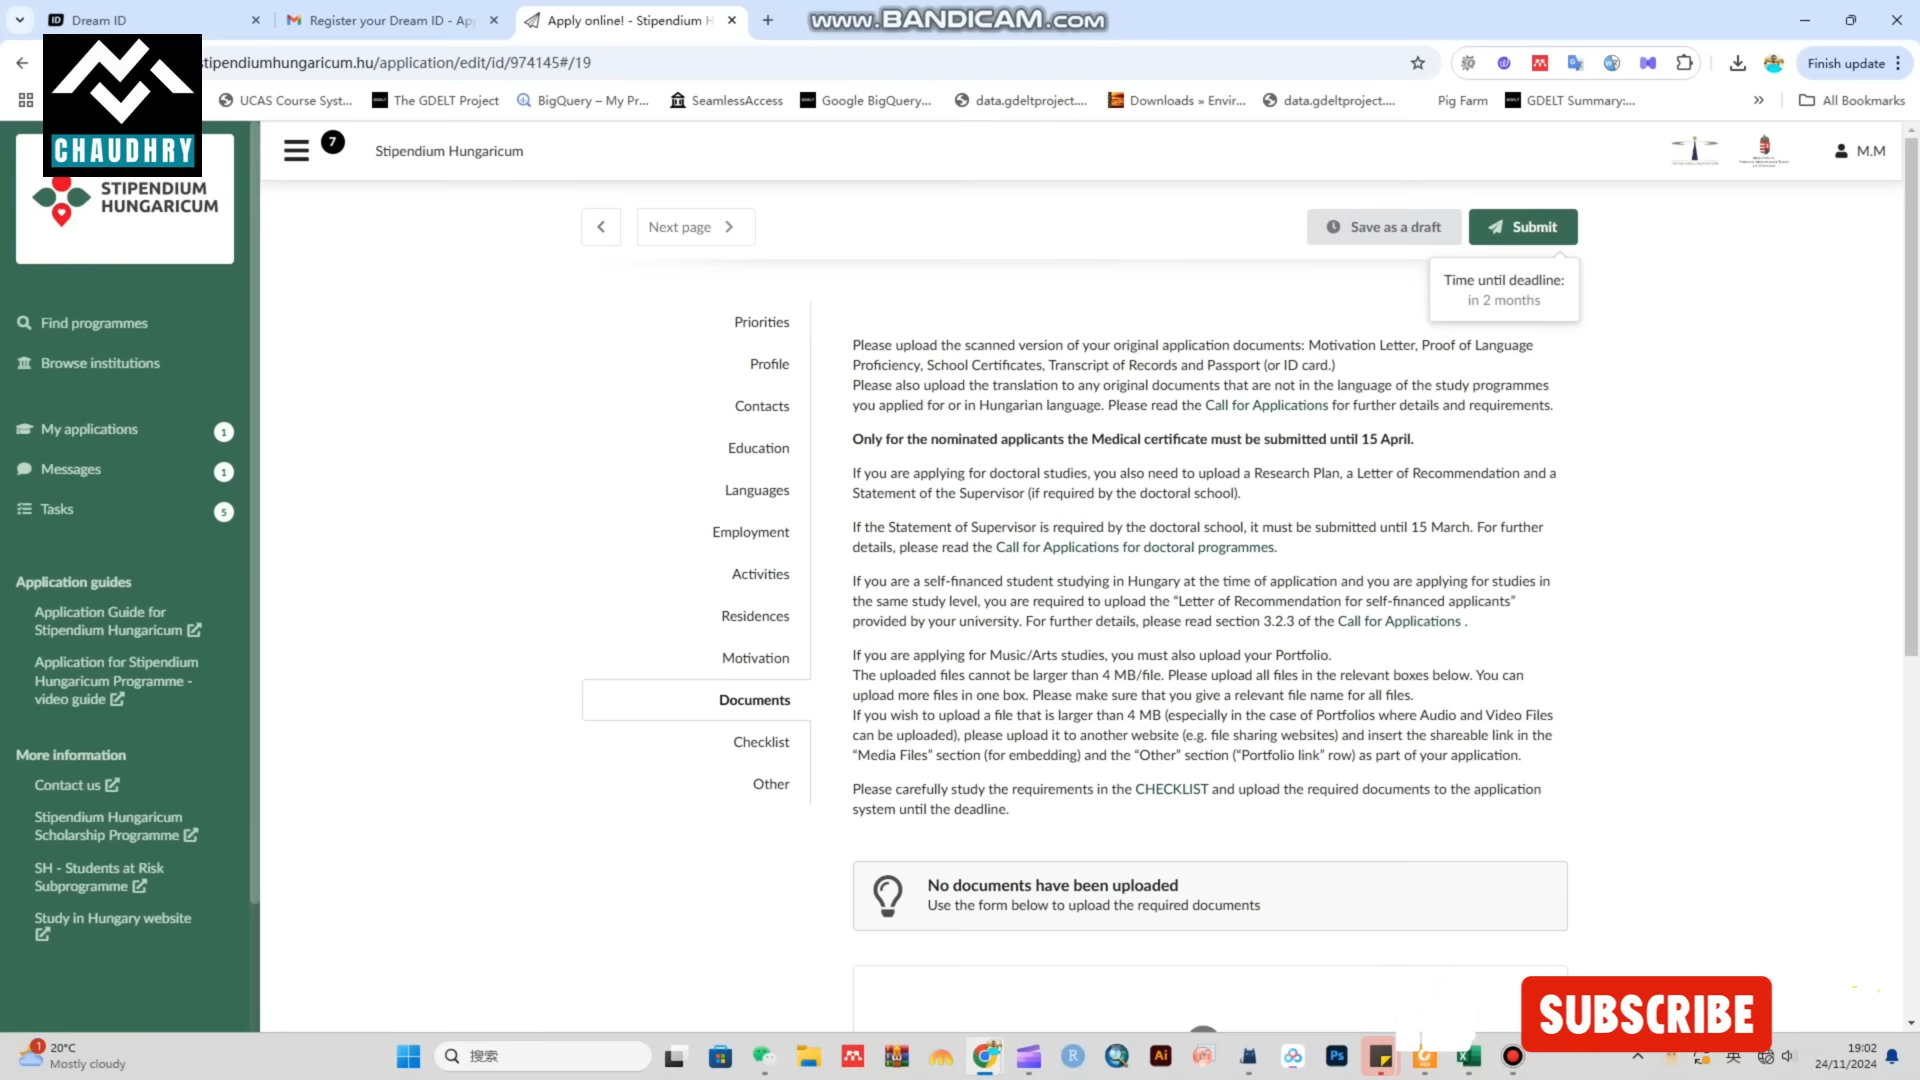 Dream ID
Register your Dream ID - Ap
Apply online! - Stipendium H
www.BANDICAM.com
stipendiumhungaricum.hu/application/edit/id/974145#/19
Finish update
UCAS Course Syst...
The GDELT Project
BigQuery – My Pr...
SeamlessAccess
Google BigQuery...
data.gdeltproject....
Downloads » Envir...
data.gdeltproject....
Pig Farm
GDELT Summary:...
All Bookmarks
CHAUDHRY
STIPENDIUM
HUNGARICUM
7
Stipendium Hungaricum
M.M
Next page
Save as a draft
Submit
Time until deadline:
in 2 months
Find programmes
Browse institutions
My applications
1
Messages
1
Tasks
5
Application guides
Application Guide for
Stipendium Hungaricum
Application for Stipendium
Hungaricum Programme -
video guide
More information
Contact us
Stipendium Hungaricum
Scholarship Programme
SH - Students at Risk
Subprogramme
Study in Hungary website
Priorities
Profile
Contacts
Education
Languages
Employment
Activities
Residences
Motivation
Documents
Checklist
Other
Please upload the scanned version of your original application documents: Motivation Letter, Proof of Language
Proficiency, School Certificates, Transcript of Records and Passport (or ID card.)
Please also upload the translation to any original documents that are not in the language of the study programmes
you applied for or in Hungarian language. Please read the Call for Applications for further details and requirements.
Only for the nominated applicants the Medical certificate must be submitted until 15 April.
If you are applying for doctoral studies, you also need to upload a Research Plan, a Letter of Recommendation and a
Statement of the Supervisor (if required by the doctoral school).
If the Statement of Supervisor is required by the doctoral school, it must be submitted until 15 March. For further
details, please read the Call for Applications for doctoral programmes.
If you are a self-financed student studying in Hungary at the time of application and you are applying for studies in
the same study level, you are required to upload the “Letter of Recommendation for self-financed applicants”
provided by your university. For further details, please read section 3.2.3 of the Call for Applications .
If you are applying for Music/Arts studies, you must also upload your Portfolio.
The uploaded files cannot be larger than 4 MB/file. Please upload all files in the relevant boxes below. You can
upload more files in one box. Please make sure that you give a relevant file name for all files.
If you wish to upload a file that is larger than 4 MB (especially in the case of Portfolios where Audio and Video Files
can be uploaded), please upload it to another website (e.g. file sharing websites) and insert the shareable link in the
“Media Files” section (for embedding) and the “Other” section (“Portfolio link” row) as part of your application.
Please carefully study the requirements in the CHECKLIST and upload the required documents to the application
system until the deadline.
No documents have been uploaded
Use the form below to upload the required documents
SUBSCRIBE
1
20°C
Mostly cloudy
搜索
R
Ai
Ps
英
19:02
24/11/2024